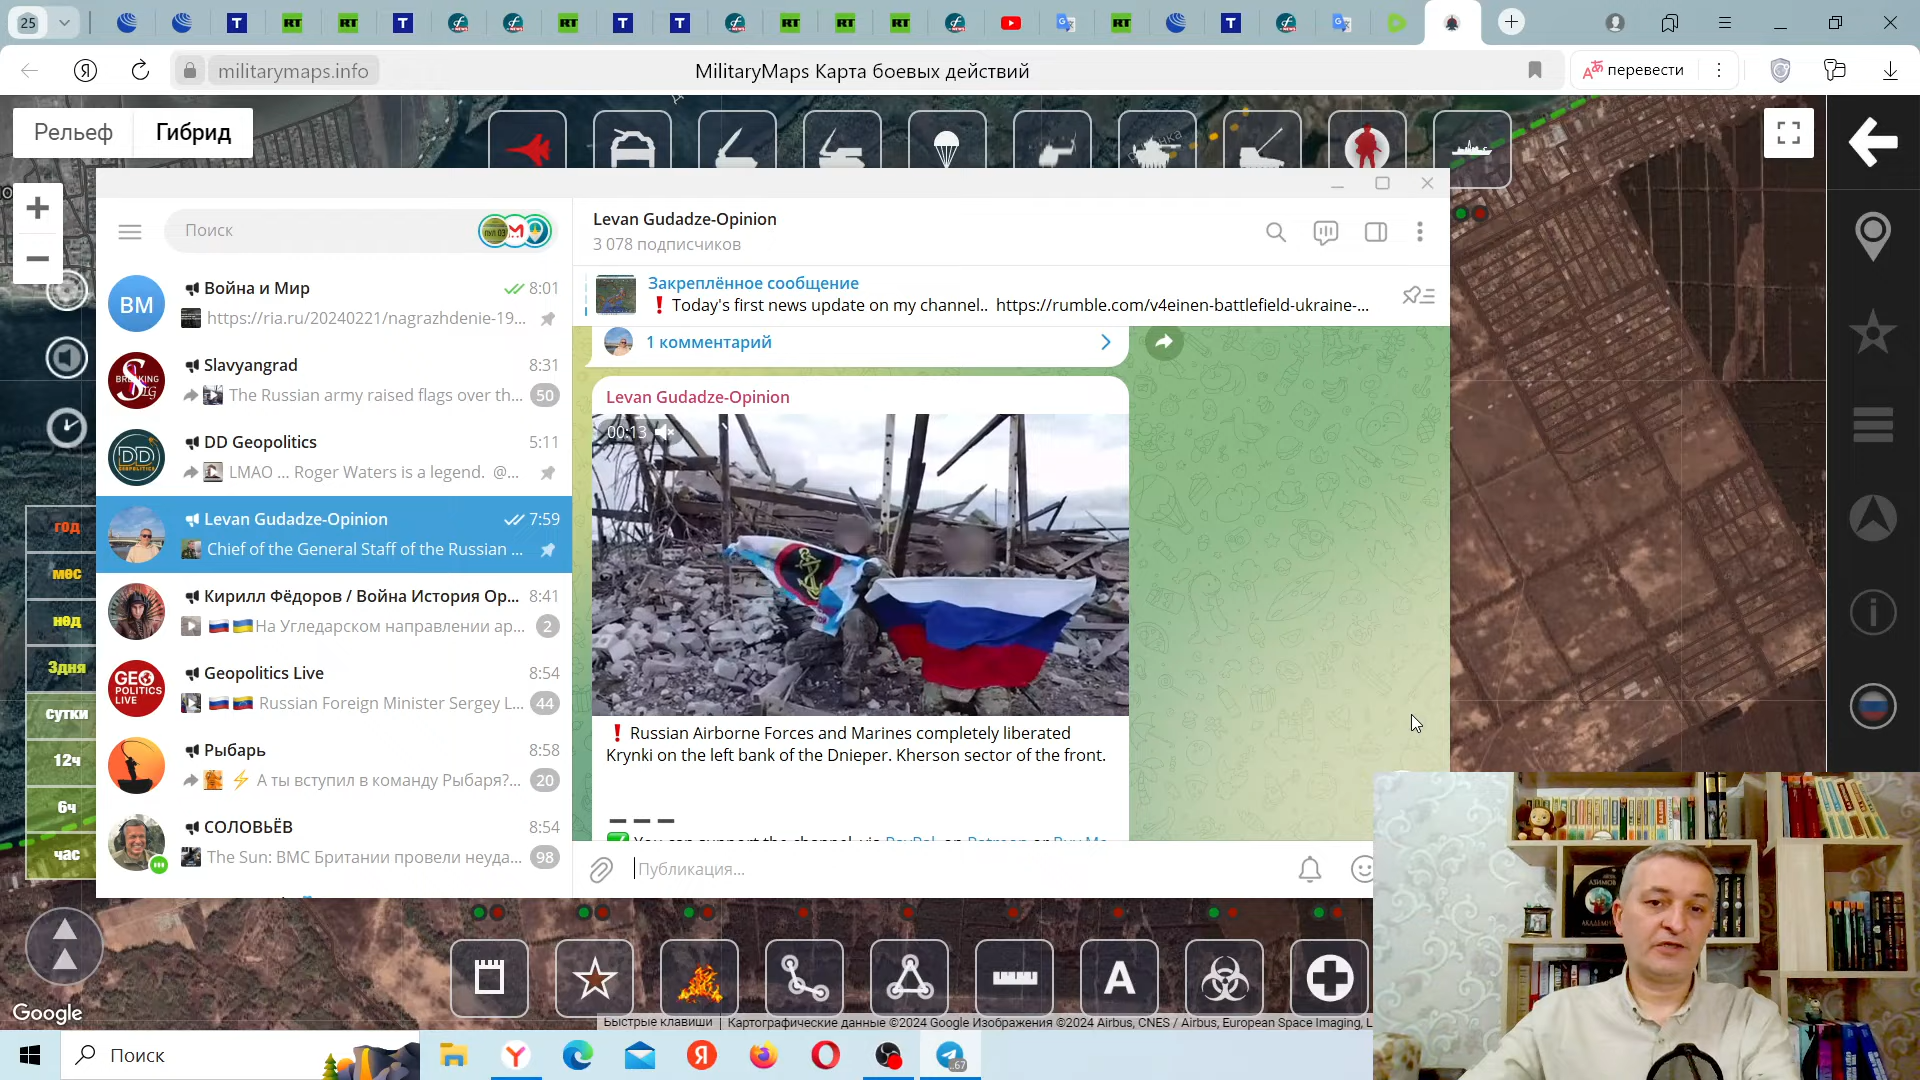 25
militarymaps.info
MilitaryMaps Карта боевых действий
перевести
Рельеф
Гибрид
Поиск
Война и Мир
8:01
https://ria.ru/20240221/nagrazhdenie-19...
Slavyangrad
8:31
The Russian army raised flags over th...
50
DD Geopolitics
5:11
LMAO ... Roger Waters is a legend. @...
Levan Gudadze-Opinion
7:59
Chief of the General Staff of the Russian ...
Кирилл Фёдоров / Война История Ор...
8:41
На Угледарском направлении ар...
2
Geopolitics Live
8:54
Russian Foreign Minister Sergey L...
44
Рыбарь
8:58
А ты вступил в команду Рыбаря?...
20
СОЛОВЬЁВ
8:54
The Sun: ВМС Британии провели неуда...
98
Levan Gudadze-Opinion
3 078 подписчиков
Закреплённое сообщение
❗ Today's first news update on my channel.. https://rumble.com/v4einen-battlefield-ukraine-...
1 комментарий
Levan Gudadze-Opinion
00:13
❗ Russian Airborne Forces and Marines completely liberated
Krynki on the left bank of the Dnieper. Kherson sector of the front.
Публикация...
год
мес
нед
3дня
сутки
12ч
6ч
час
Google
Быстрые клавиши
Картографические данные ©2024 Google Изображения ©2024 Airbus, CNES / Airbus, European Space Imaging, L
Поиск
67